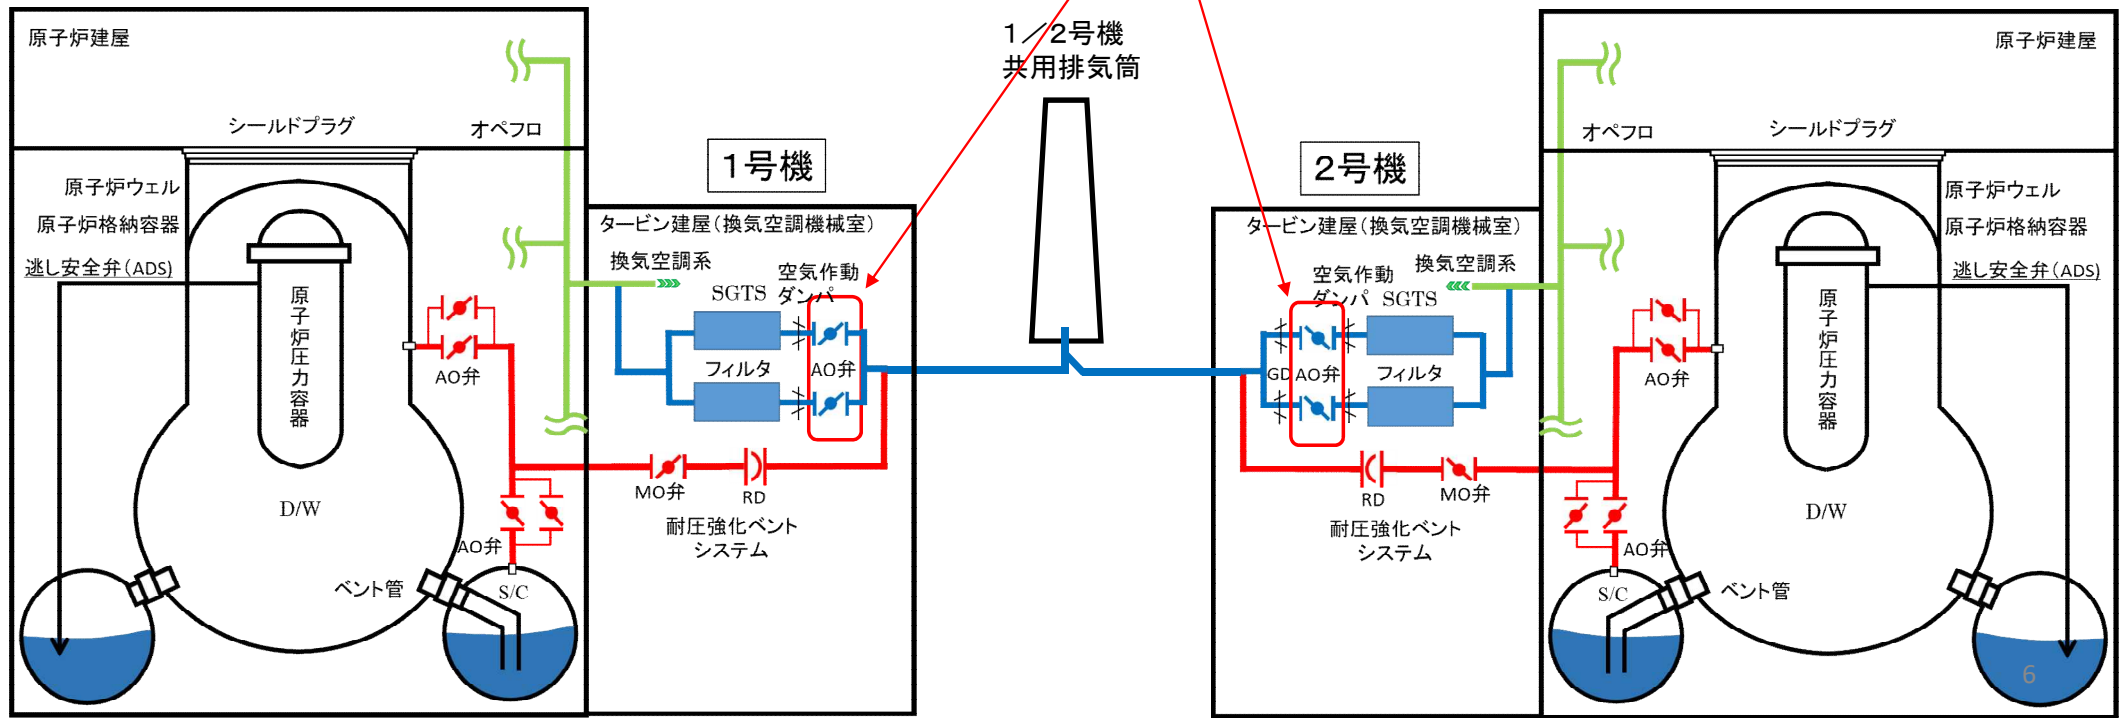 原子炉建屋
シールドプラグ
オペフロ
原子炉ウェル
原子炉格納容器
逃し安全弁(ADS)
原子炉圧力容器
AO弁
D/W
AO弁
ベント管
S/C
1号機
タービン建屋(換気空調機械室)
換気空調系
空気作動
ダンパ
SGTS
フィルタ
AO弁
MO弁
RD
耐圧強化ベント
システム
1/2号機
共用排気筒
2号機
タービン建屋(換気空調機械室)
換気空調系
空気作動
ダンパ
SGTS
GD
AO弁
フィルタ
RD
MO弁
耐圧強化ベント
システム
原子炉建屋
オペフロ
シールドプラグ
原子炉ウェル
原子炉格納容器
逃し安全弁(ADS)
原子炉圧力容器
AO弁
D/W
AO弁
S/C
ベント管
6